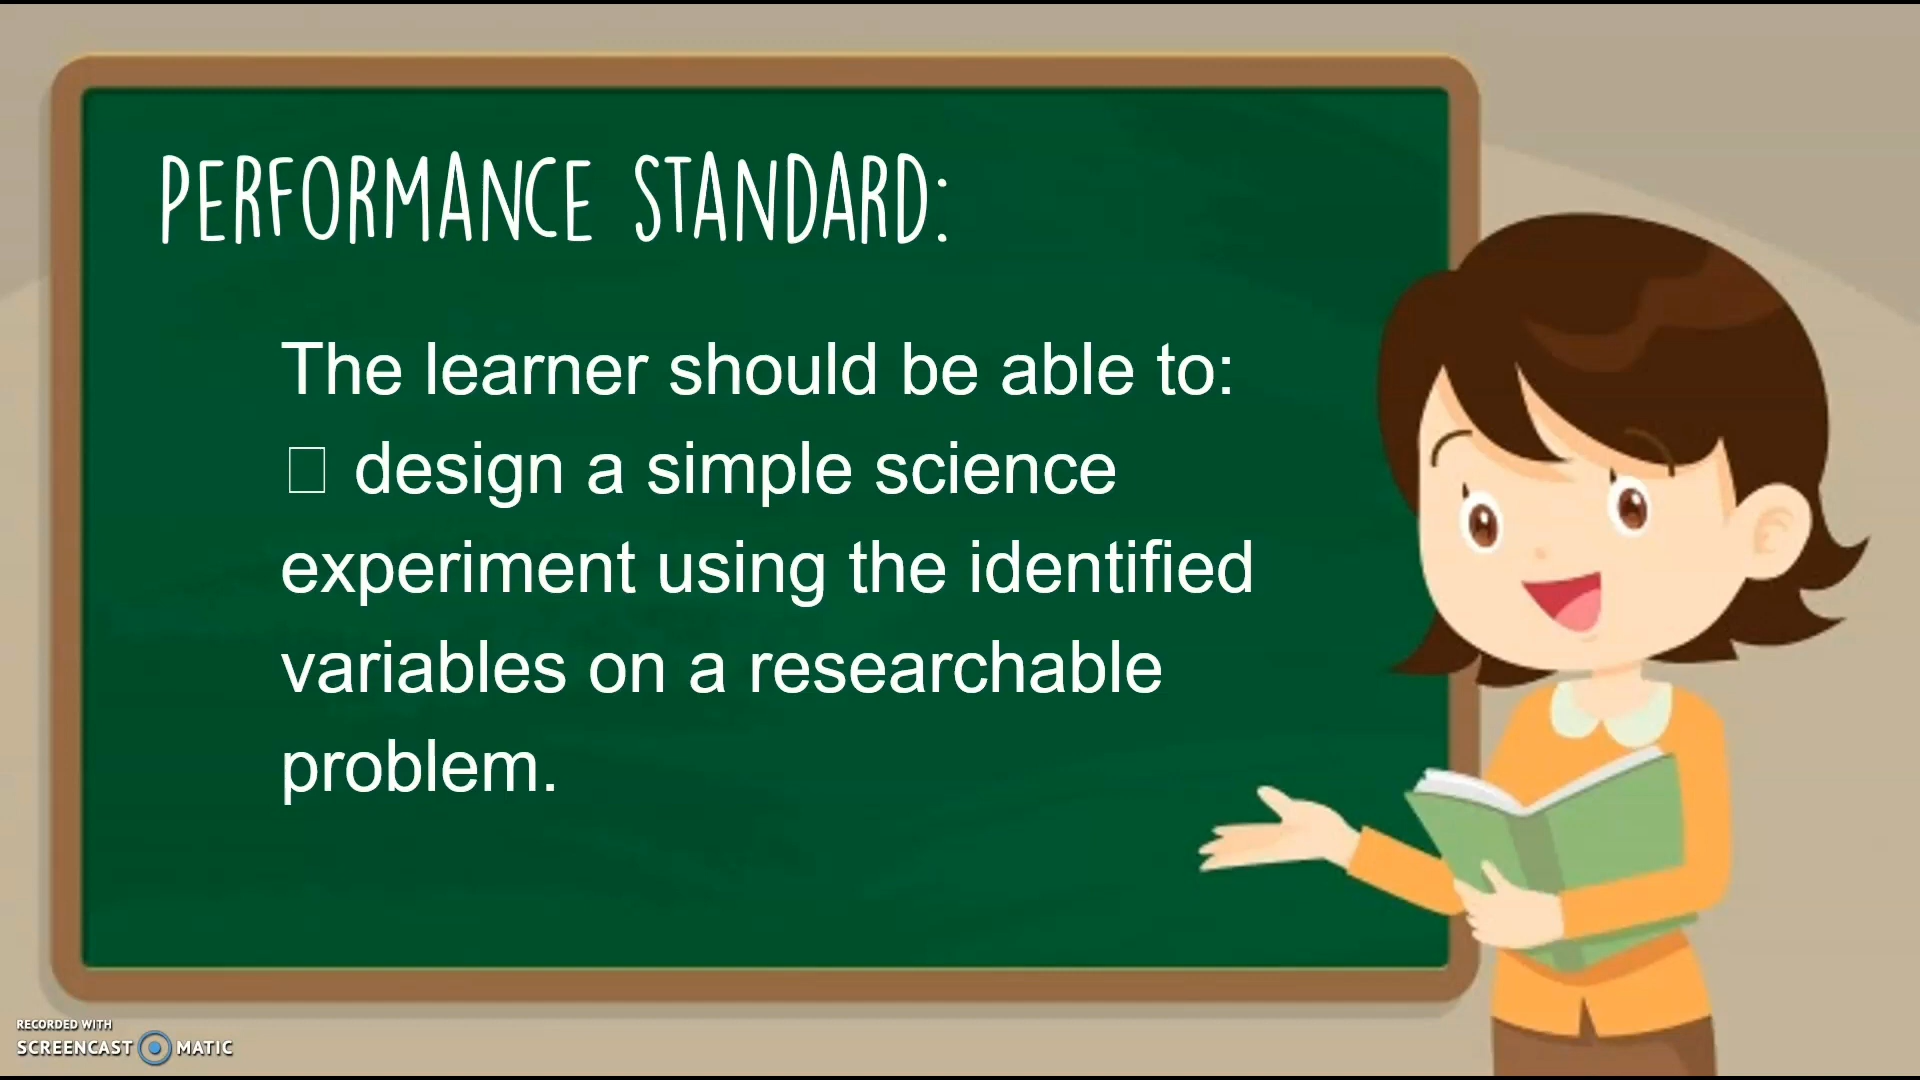 PERFORMANCE STANDARD:
The learner should be able to:
□ design a simple science
experiment using the identified
variables on a researchable
problem.
RECORDED WITH
SCREENCAST MATIC